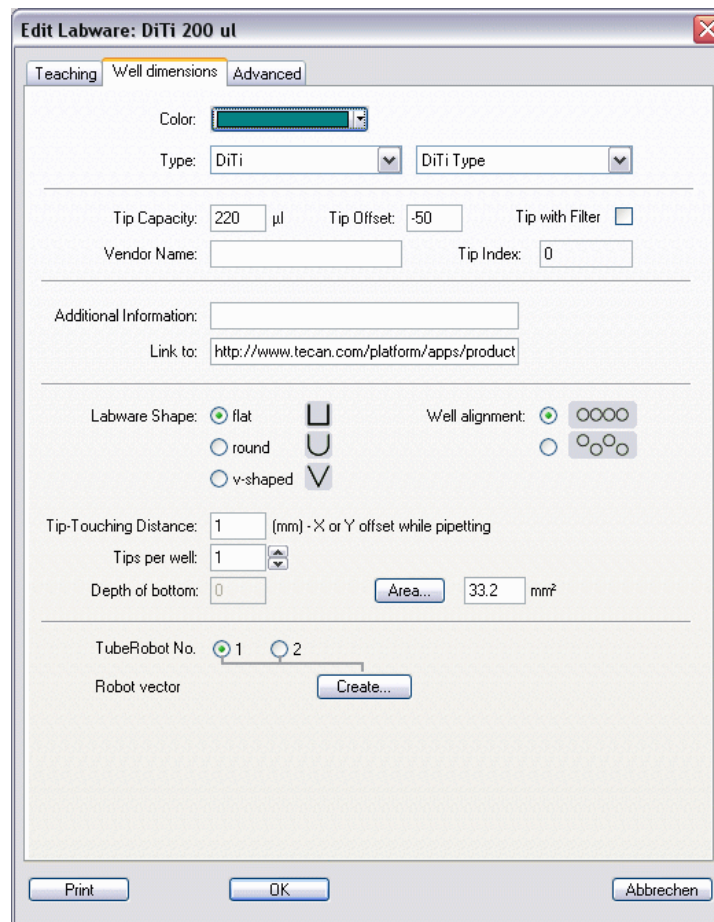 Edit Labware: DiTi 200 ul
Teaching Well dimensions Advanced
Color:
Type: DiTi DiTi Type
Tip Capacity: 220 µl Tip Offset: -50 Tip with Filter
Vendor Name: Tip Index: 0
Additional Information:
Link to: http://www.tecan.com/platform/apps/product
Labware Shape: flat Well alignment:
round
v-shaped
Tip-Touching Distance: 1 (mm) - X or Y offset while pipetting
Tips per well: 1
Depth of bottom: 0 Area... 33.2 mm²
TubeRobot No. 1 2
Robot vector Create...
Print OK Abbrechen